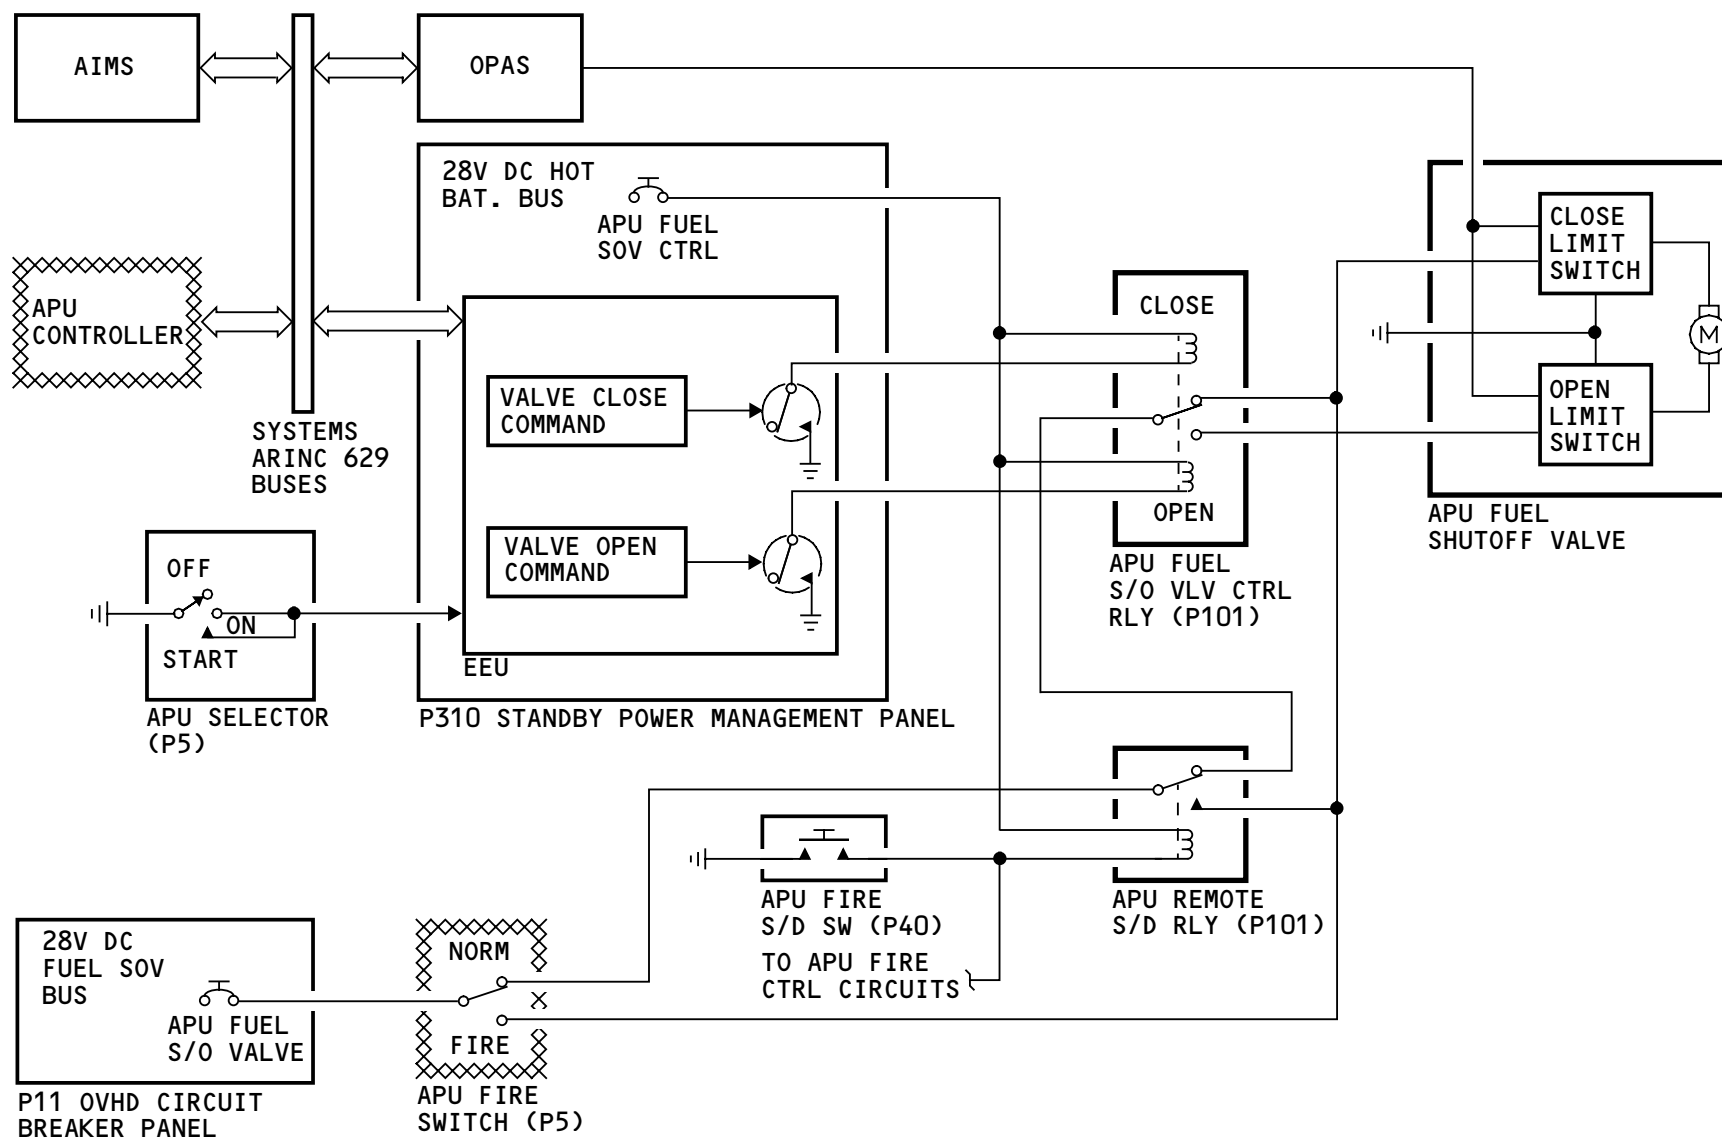 AIMS
OPAS
28V DC HOT
BAT. BUS
APU FUEL
SOV CTRL
CLOSE
LIMIT
SWITCH
APU
CONTROLLER
CLOSE
M
VALVE CLOSE
COMMAND
OPEN
LIMIT
SWITCH
SYSTEMS
ARINC 629
BUSES
OPEN
APU FUEL
SHUTOFF VALVE
VALVE OPEN
COMMAND
APU FUEL
S/O VLV CTRL
RLY (P101)
OFF
ON
START
EEU
APU SELECTOR
(P5)
P310 STANDBY POWER MANAGEMENT PANEL
APU FIRE
S/D SW (P40)
APU REMOTE
S/D RLY (P101)
TO APU FIRE
CTRL CIRCUITS
28V DC
FUEL SOV
BUS
APU FUEL
S/O VALVE
NORM
FIRE
P11 OVHD CIRCUIT
BREAKER PANEL
APU FIRE
SWITCH (P5)